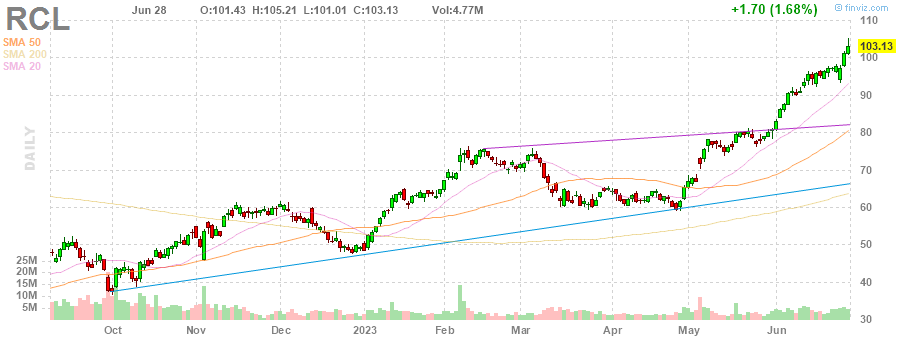 RCL
Jun 28 O:101.43 H:105.21 L:101.01 C:103.13 Vol:4.77M +1.70 (1.68%)
© finviz.com
SMA 50
SMA 200
SMA 20
DAILY
110
103.13
100
90
80
70
60
50
40
30
25M
20M
15M
10M
5M
Oct Nov Dec 2023 Feb Mar Apr May Jun